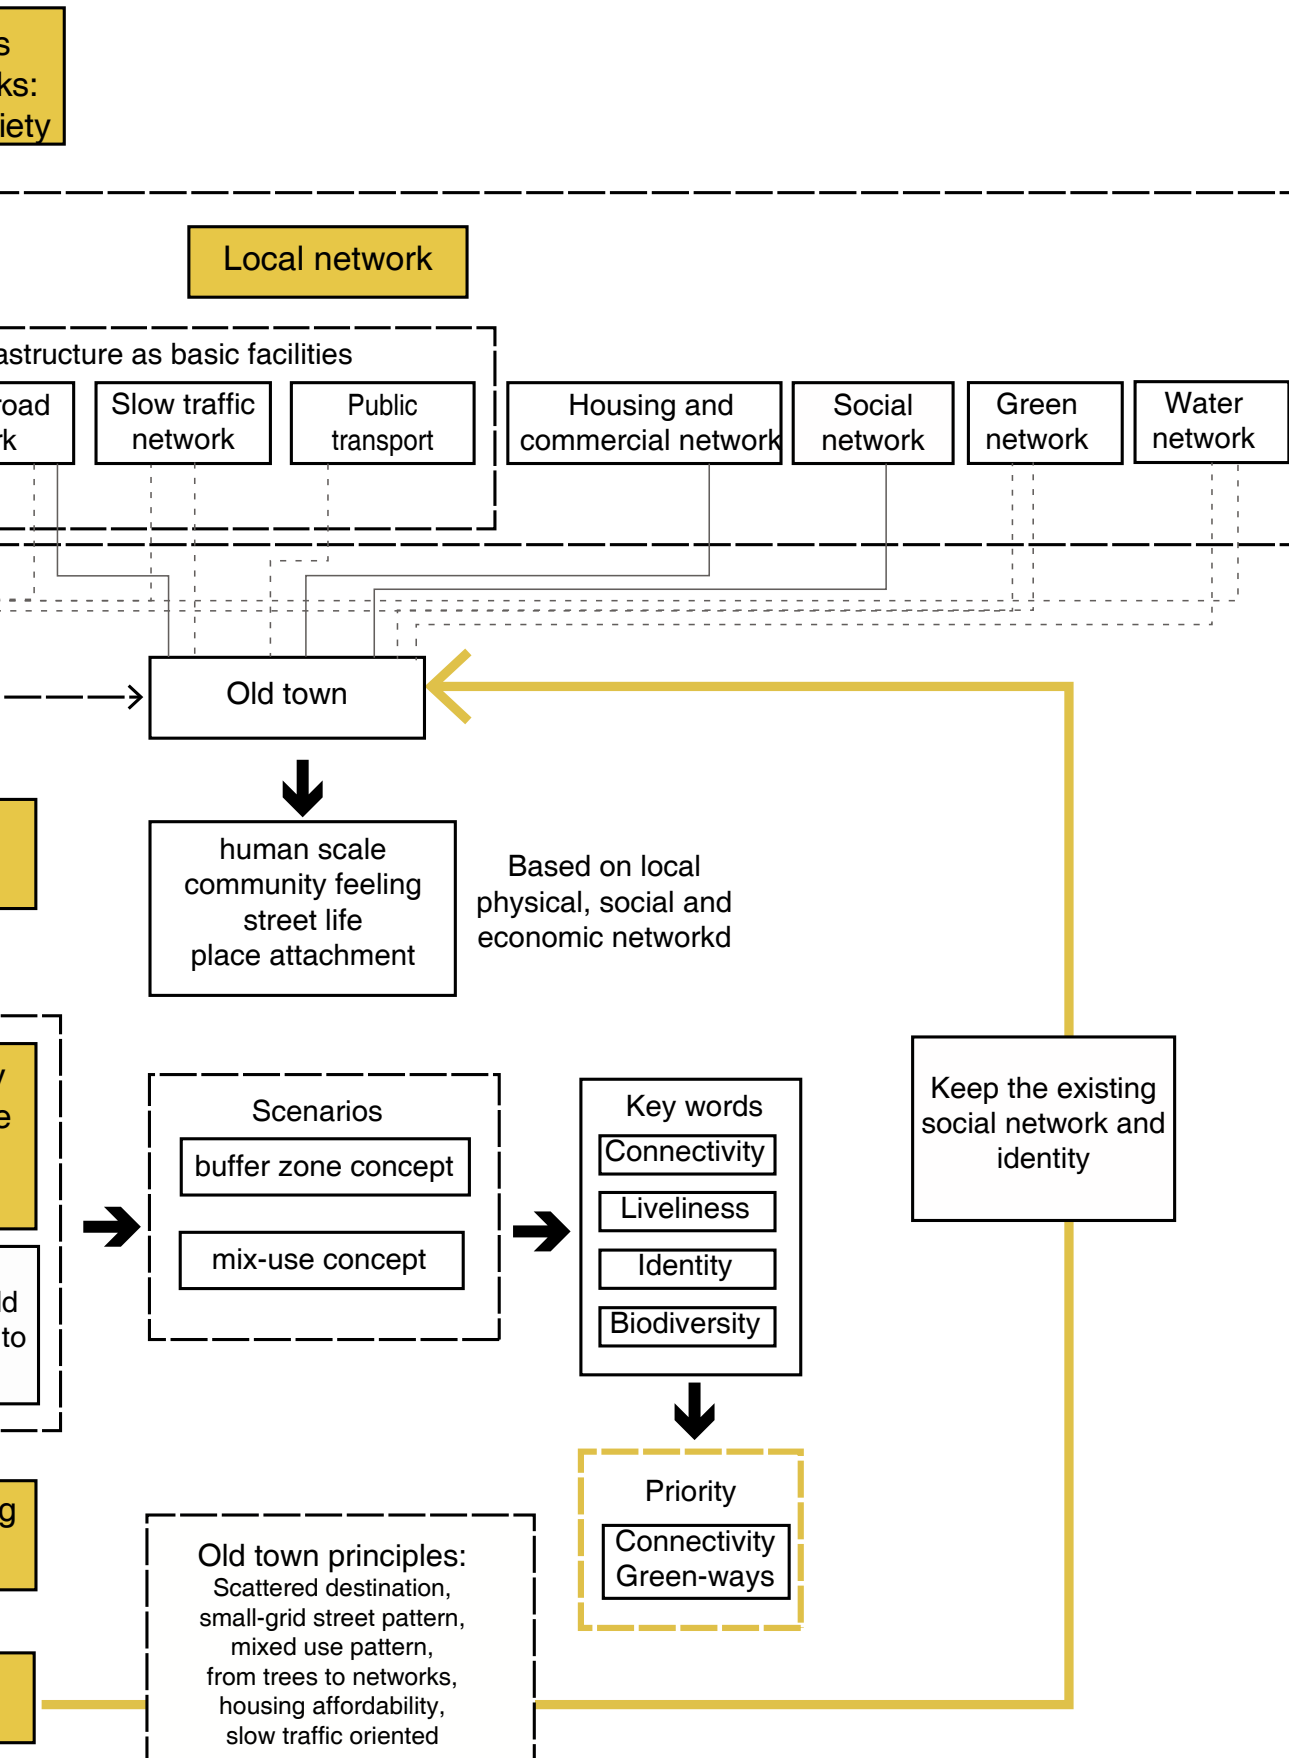 s
ks:
iety
Local network
astructure as basic facilities
road
k
Slow traffic
network
Public
transport
Housing and
commercial network
Social
network
Green
network
Water
network
Old town
human scale
community feeling
street life
place attachment
Based on local
physical, social and
economic networkd
y
e
Scenarios
buffer zone concept
mix-use concept
Key words
Connectivity
Liveliness
Identity
Biodiversity
Keep the existing
social network and
identity
ld
to
Priority
Connectivity
Green-ways
g
Old town principles:
Scattered destination,
small-grid street pattern,
mixed use pattern,
from trees to networks,
housing affordability,
slow traffic oriented